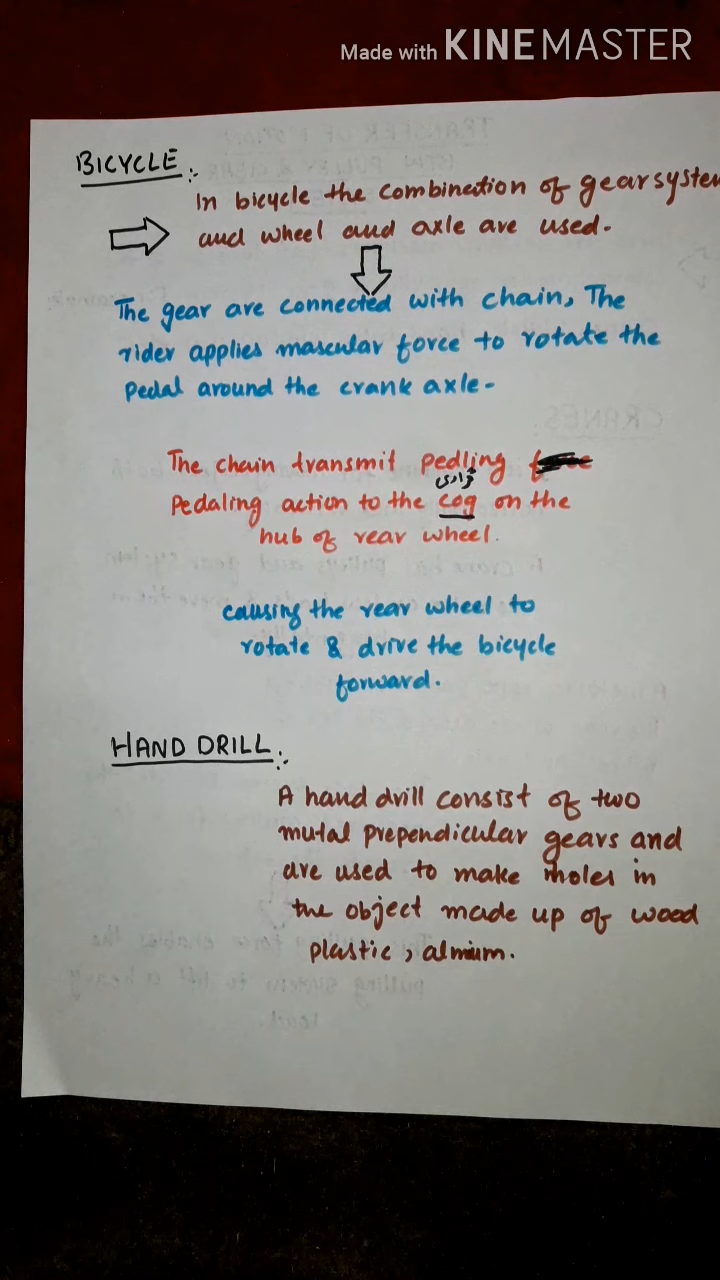 Made with KINEMASTER
BICYCLE :-
In bicycle the combination of gear system
and wheel and axle are used.
The gear are connected with chain, The
rider applies mascular force to rotate the
pedal around the crank axle-
The chain transmit pedling
Pedaling action to the cog on the
hub of rear wheel.
causing the rear wheel to
rotate & drive the bicycle
forward.
HAND DRILL :-
A hand drill consist of two
mutal prependicular gears and
are used to make moles in
the object made up of wood
plastic, almium.